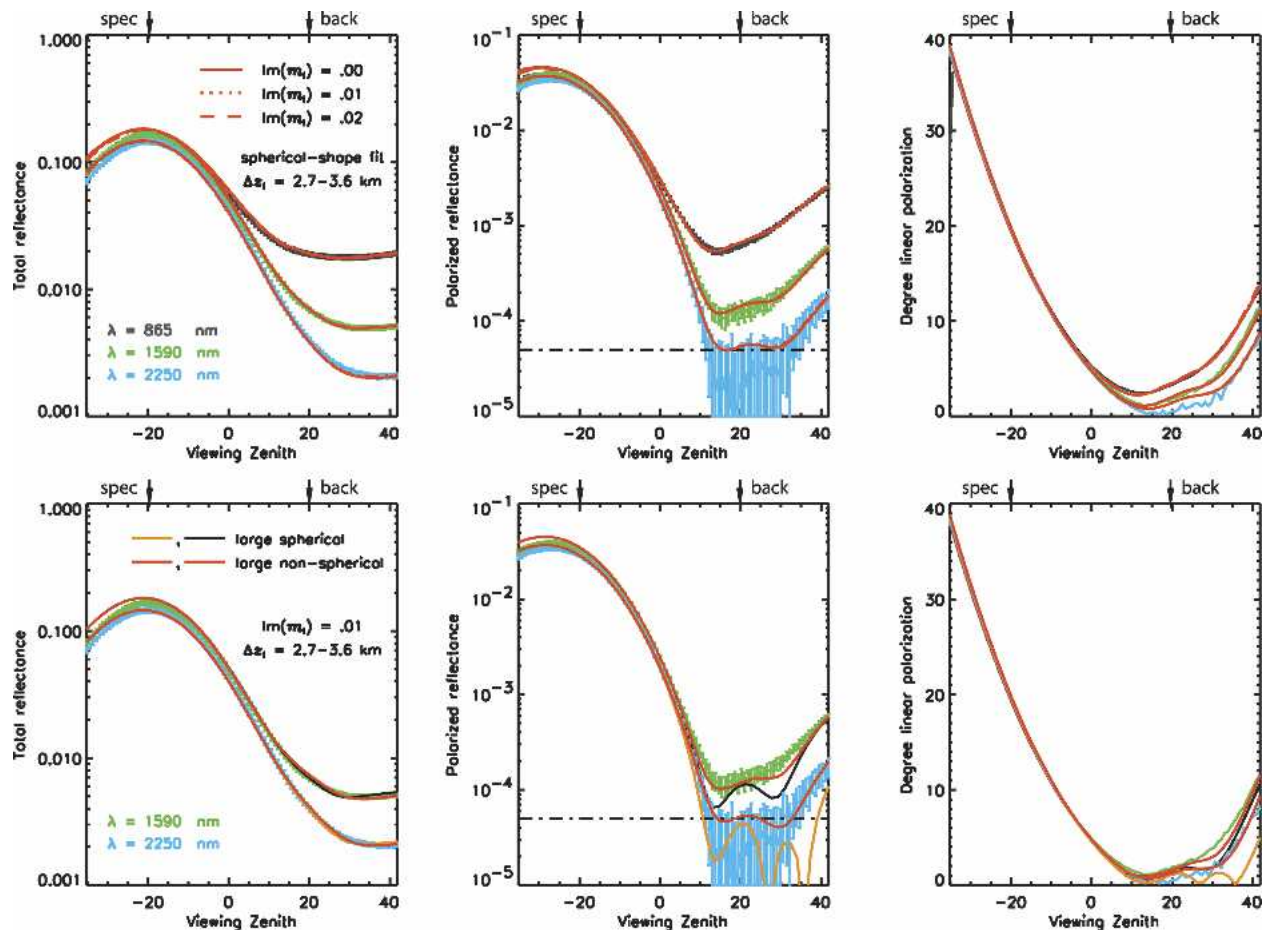 spec back
spec back
spec back
1.000
0.100
0.010
0.001
Total reflectance
Im(m₁) = .00
Im(m₁) = .01
Im(m₁) = .02
spherical-shape fit
Δz₁ = 2.7-3.6 km
λ = 865 nm
λ = 1590 nm
λ = 2250 nm
-20 0 20 40
Viewing Zenith
10⁻¹
10⁻²
10⁻³
10⁻⁴
10⁻⁵
Polarized reflectance
-20 0 20 40
Viewing Zenith
40
30
20
10
0
Degree linear polarization
-20 0 20 40
Viewing Zenith
spec back
spec back
spec back
1.000
0.100
0.010
0.001
Total reflectance
, large spherical
, large non-spherical
Im(m₁) = .01
Δz₁ = 2.7-3.6 km
λ = 1590 nm
λ = 2250 nm
-20 0 20 40
Viewing Zenith
10⁻¹
10⁻²
10⁻³
10⁻⁴
10⁻⁵
Polarized reflectance
-20 0 20 40
Viewing Zenith
40
30
20
10
0
Degree linear polarization
-20 0 20 40
Viewing Zenith